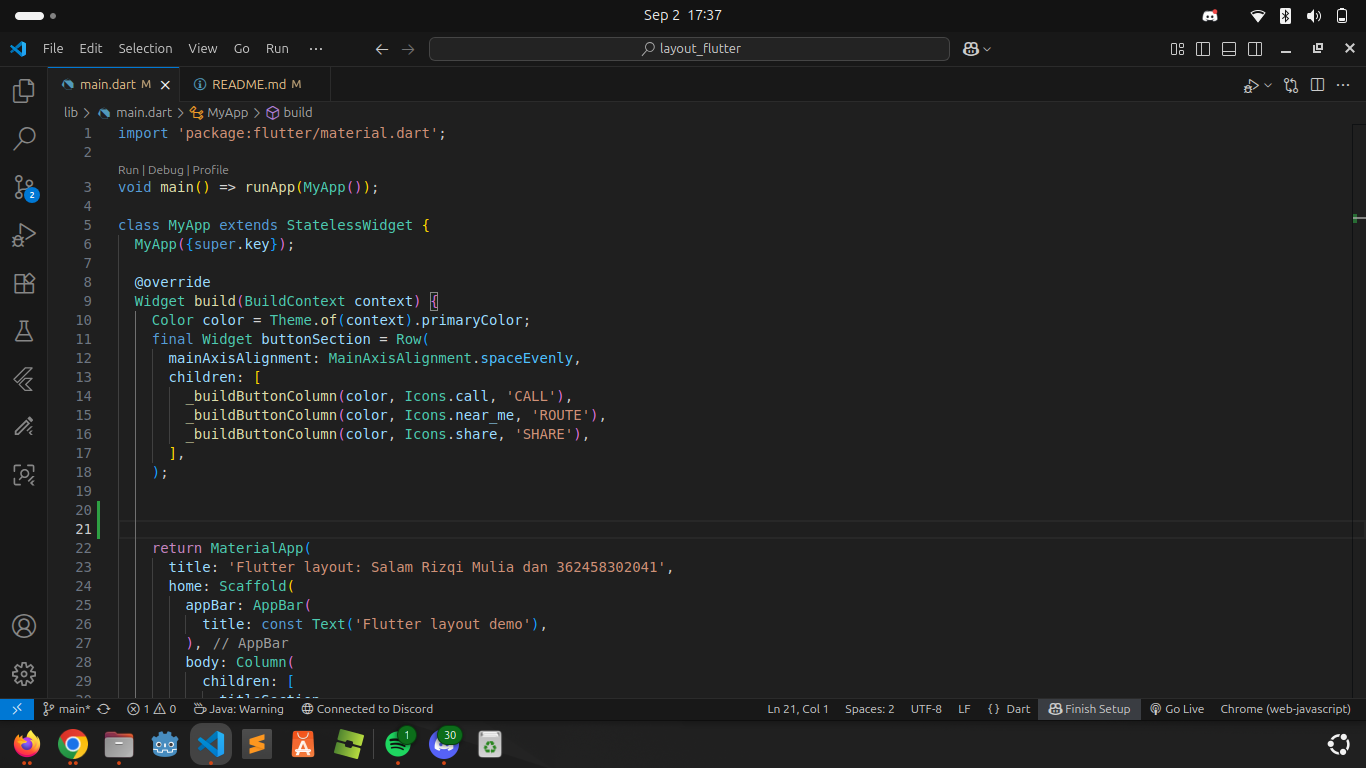 Sep 2 17:37
File Edit Selection View Go Run ··· layout_flutter
main.dart M README.md M
lib > main.dart > MyApp > build
1 import 'package:flutter/material.dart';
2
Run | Debug | Profile
3 void main() => runApp(MyApp());
4
5 class MyApp extends StatelessWidget {
6 MyApp({super.key});
7
8 @override
9 Widget build(BuildContext context) {
10 Color color = Theme.of(context).primaryColor;
11 final Widget buttonSection = Row(
12 mainAxisAlignment: MainAxisAlignment.spaceEvenly,
13 children: [
14 _buildButtonColumn(color, Icons.call, 'CALL'),
15 _buildButtonColumn(color, Icons.near_me, 'ROUTE'),
16 _buildButtonColumn(color, Icons.share, 'SHARE'),
17 ],
18 );
19
20
21
22 return MaterialApp(
23 title: 'Flutter layout: Salam Rizqi Mulia dan 362458302041',
24 home: Scaffold(
25 appBar: AppBar(
26 title: const Text('Flutter layout demo'),
27 ), // AppBar
28 body: Column(
29 children: [
2
main* 1 0 Java: Warning Connected to Discord Ln 21, Col 1 Spaces: 2 UTF-8 LF {} Dart Finish Setup Go Live Chrome (web-javascript)
1 30